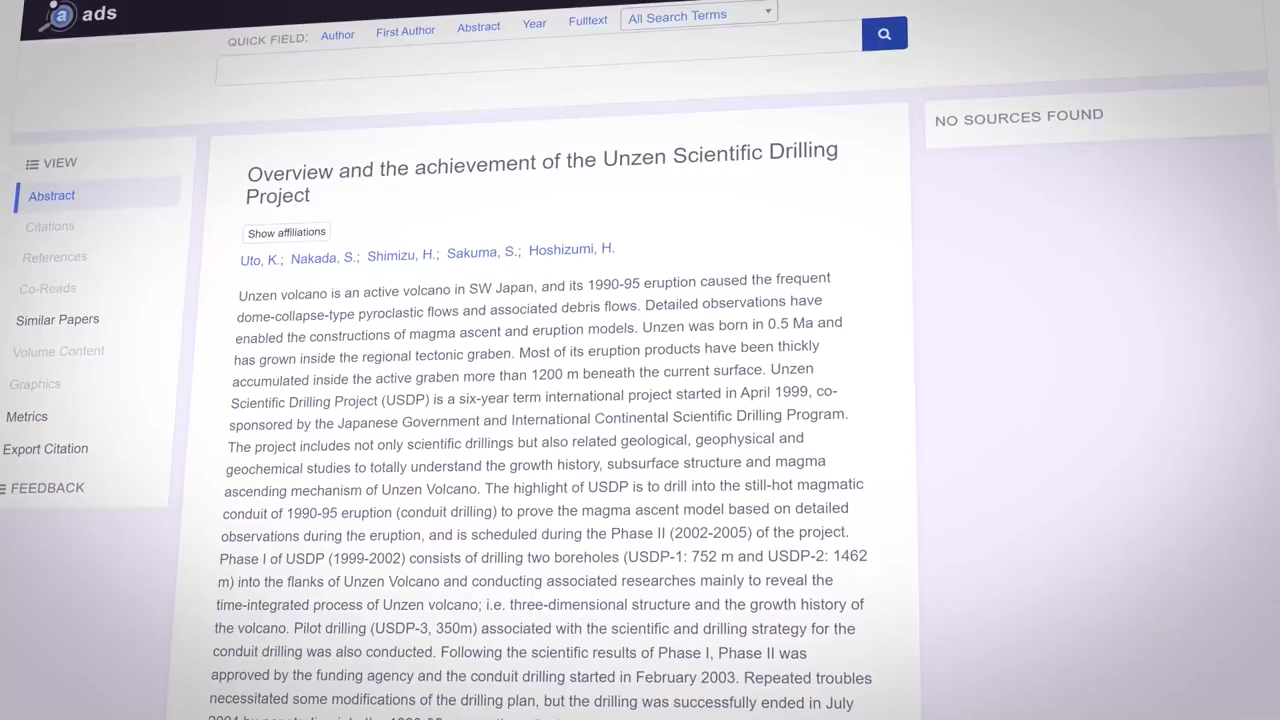 a ads
QUICK FIELD: Author First Author Abstract Year Fulltext All Search Terms
NO SOURCES FOUND
VIEW
Abstract
Citations
References
Co-Reads
Similar Papers
Volume Content
Graphics
Metrics
Export Citation
FEEDBACK
Overview and the achievement of the Unzen Scientific Drilling
Project
Show affiliations
Uto, K.; Nakada, S.; Shimizu, H.; Sakuma, S.; Hoshizumi, H.
Unzen volcano is an active volcano in SW Japan, and its 1990-95 eruption caused the frequent
dome-collapse-type pyroclastic flows and associated debris flows. Detailed observations have
enabled the constructions of magma ascent and eruption models. Unzen was born in 0.5 Ma and
has grown inside the regional tectonic graben. Most of its eruption products have been thickly
accumulated inside the active graben more than 1200 m beneath the current surface. Unzen
Scientific Drilling Project (USDP) is a six-year term international project started in April 1999, co-
sponsored by the Japanese Government and International Continental Scientific Drilling Program.
The project includes not only scientific drillings but also related geological, geophysical and
geochemical studies to totally understand the growth history, subsurface structure and magma
ascending mechanism of Unzen Volcano. The highlight of USDP is to drill into the still-hot magmatic
conduit of 1990-95 eruption (conduit drilling) to prove the magma ascent model based on detailed
observations during the eruption, and is scheduled during the Phase II (2002-2005) of the project.
Phase I of USDP (1999-2002) consists of drilling two boreholes (USDP-1: 752 m and USDP-2: 1462
m) into the flanks of Unzen Volcano and conducting associated researches mainly to reveal the
time-integrated process of Unzen volcano; i.e. three-dimensional structure and the growth history of
the volcano. Pilot drilling (USDP-3, 350m) associated with the scientific and drilling strategy for the
conduit drilling was also conducted. Following the scientific results of Phase I, Phase II was
approved by the funding agency and the conduit drilling started in February 2003. Repeated troubles
necessitated some modifications of the drilling plan, but the drilling was successfully ended in July